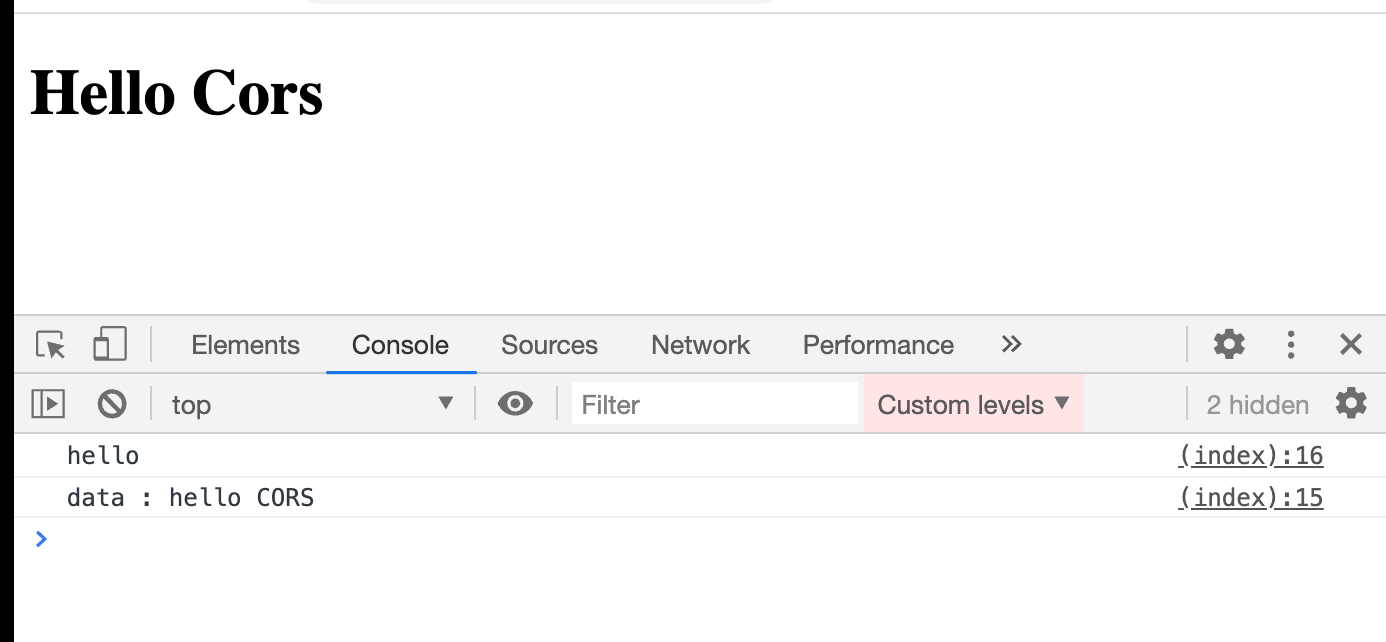 Hello Cors
Elements Console Sources Network Performance
top Filter Custom levels 2 hidden
hello (index):16
data : hello CORS (index):15